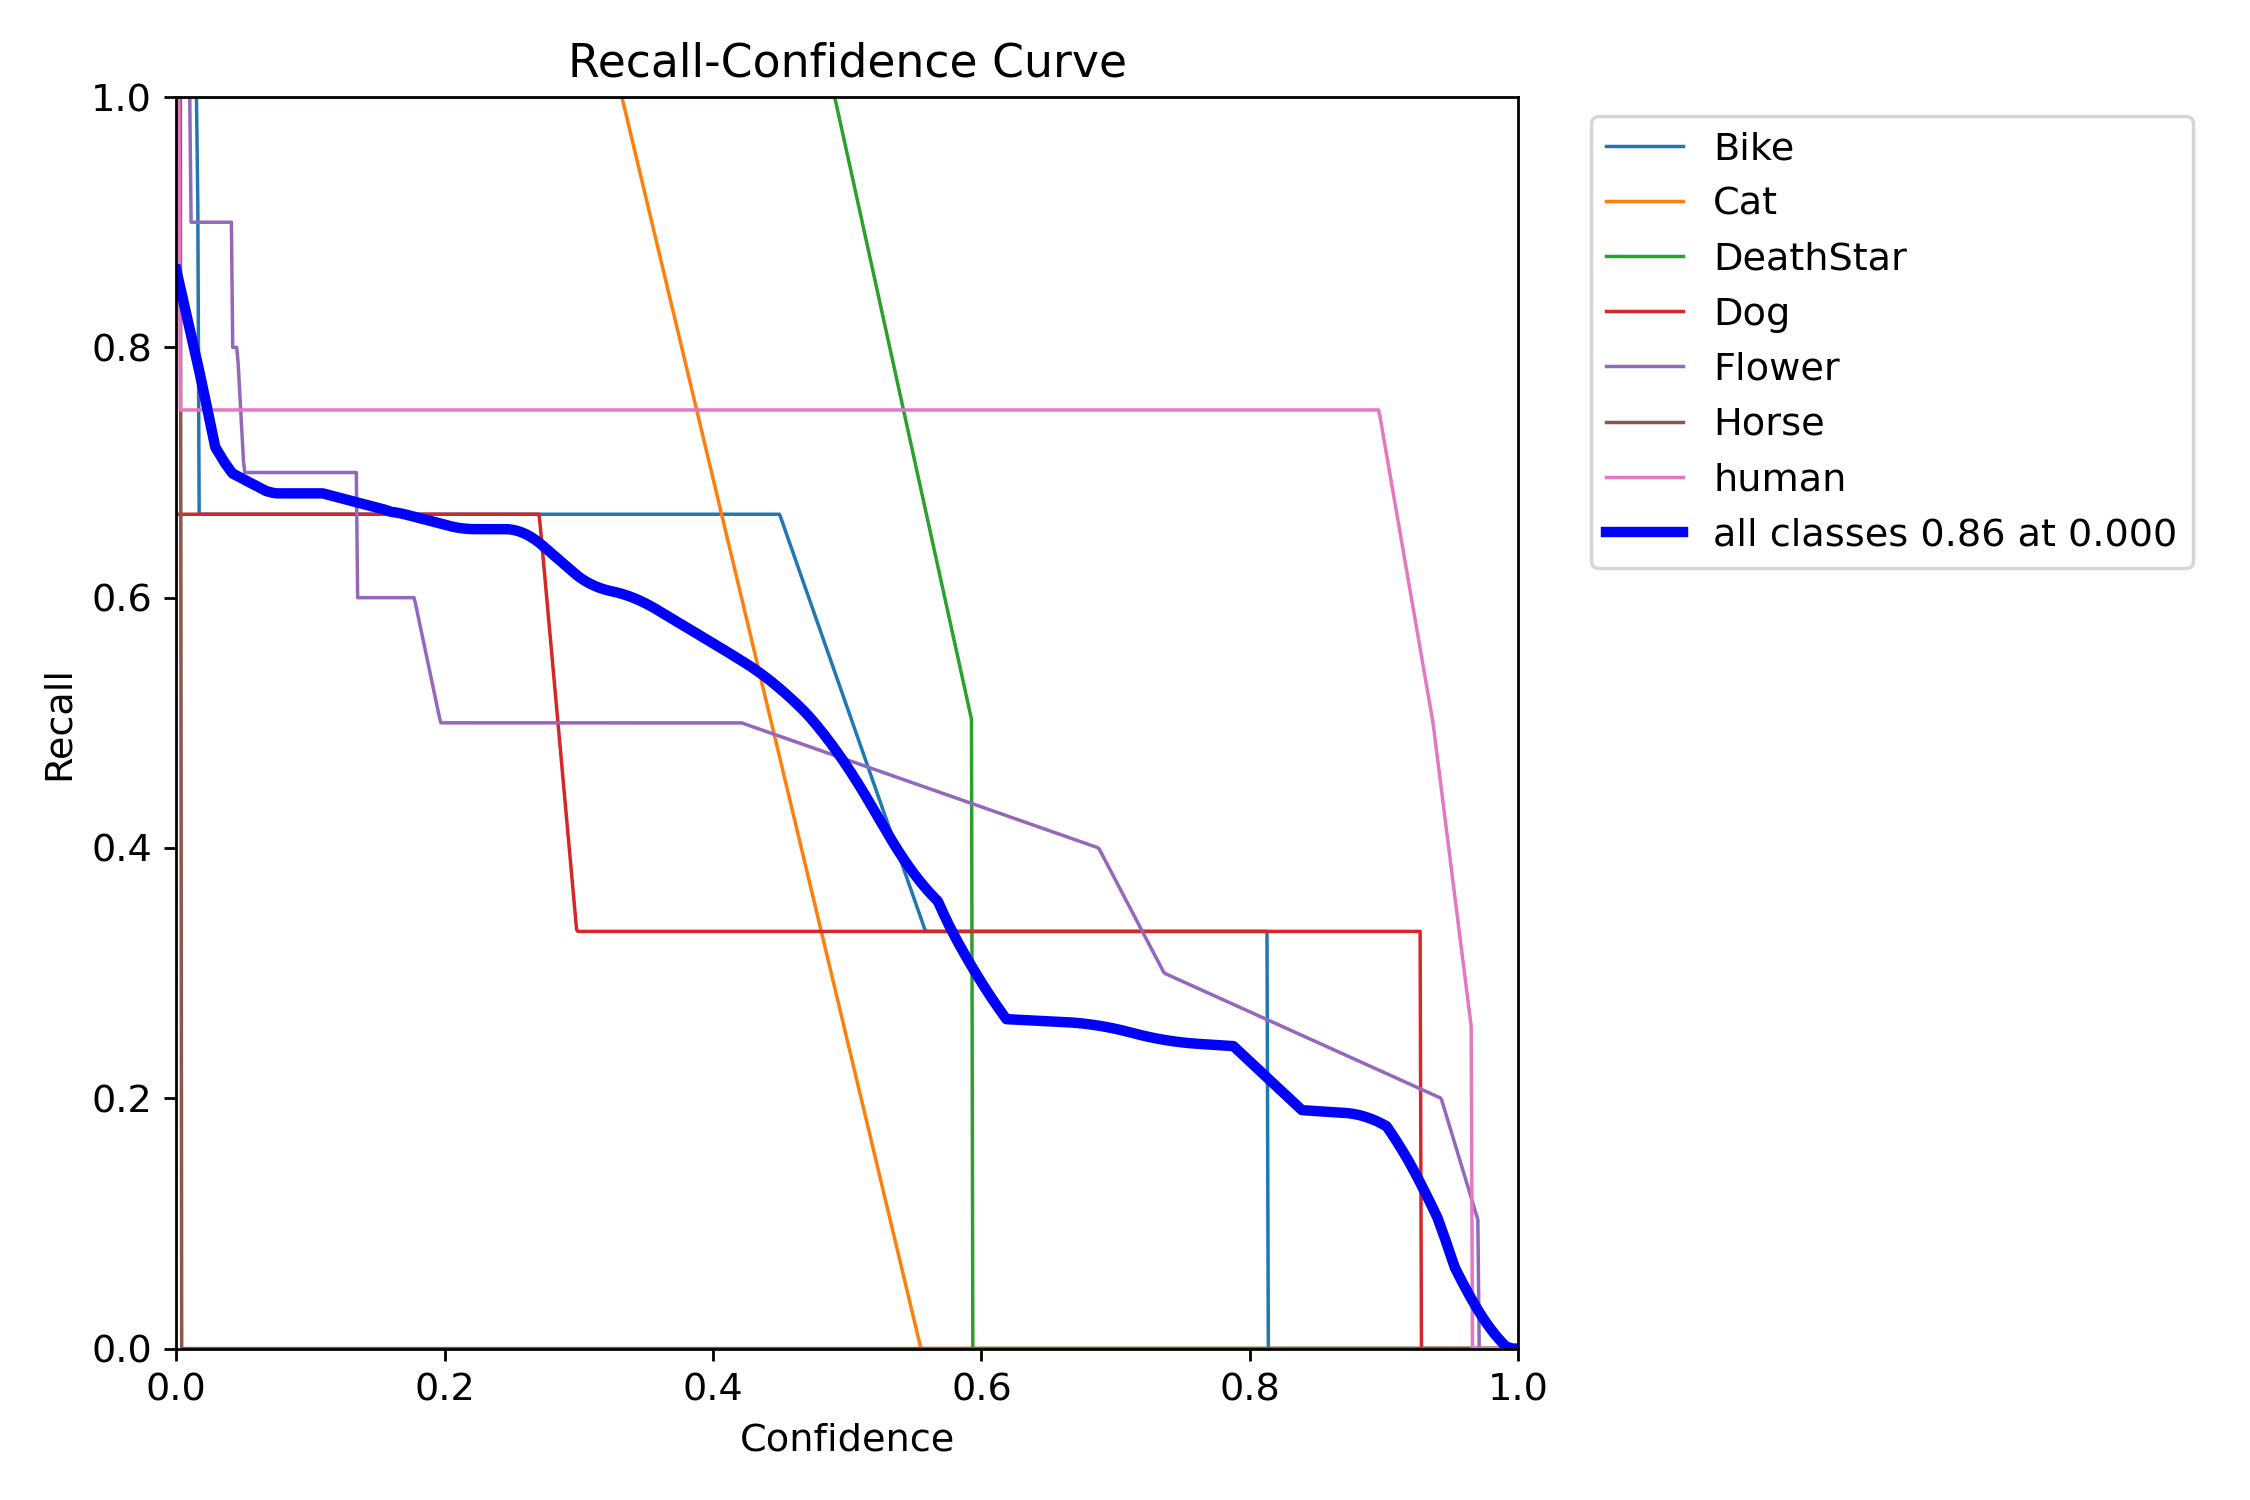 Recall-Confidence Curve
1.0
0.8
0.6
0.4
0.2
0.0
Recall
0.0 0.2 0.4 0.6 0.8 1.0
Confidence
Bike
Cat
DeathStar
Dog
Flower
Horse
human
all classes 0.86 at 0.000